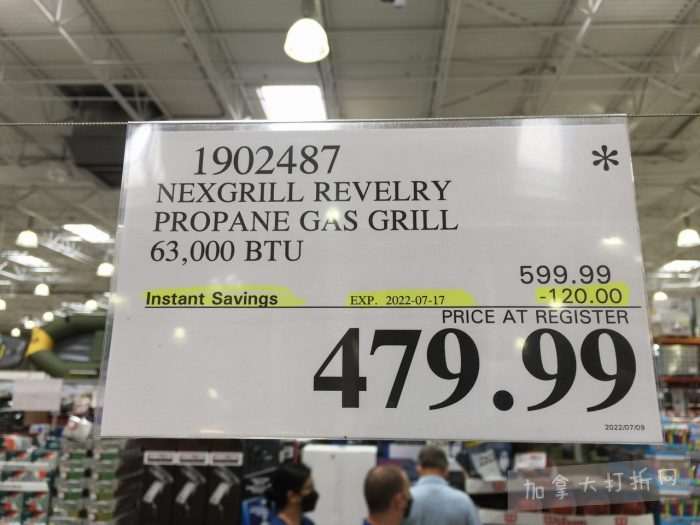 1902487 *
NEXGRILL REVELRY
PROPANE GAS GRILL
63,000 BTU
599.99
Instant Savings EXP. 2022-07-17 -120.00
PRICE AT REGISTER
479.99
2022/07/09
加拿大打折网